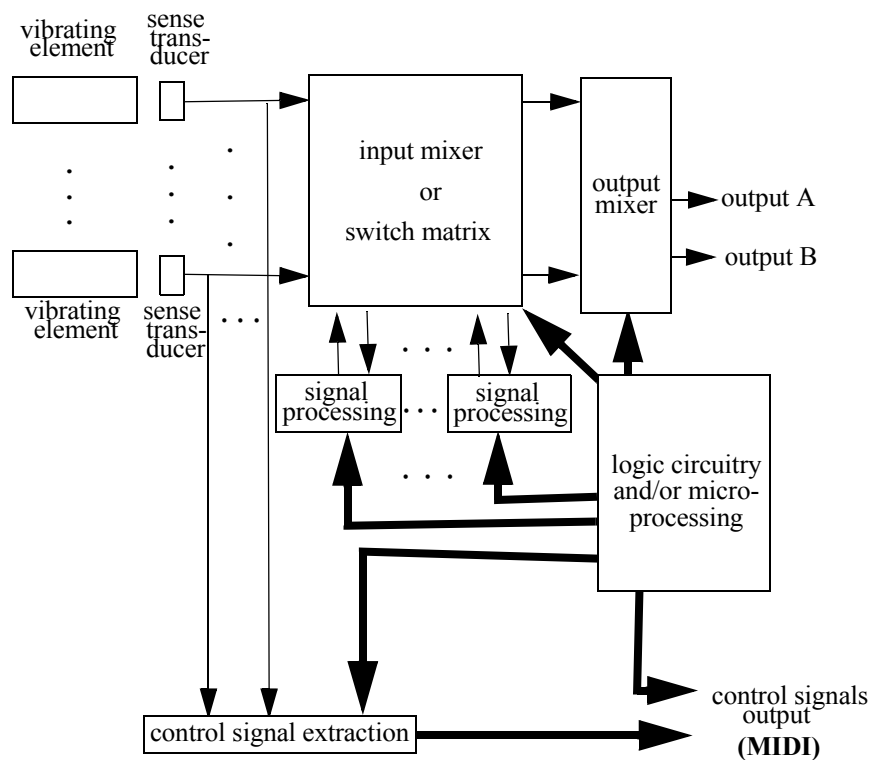 vibrating
element
sense
trans-
ducer
input mixer
or
switch matrix
output
mixer
output A
output B
vibrating
element
sense
trans-
ducer
signal
processing
signal
processing
logic circuitry
and/or micro-
processing
control signal extraction
control signals
output
(MIDI)